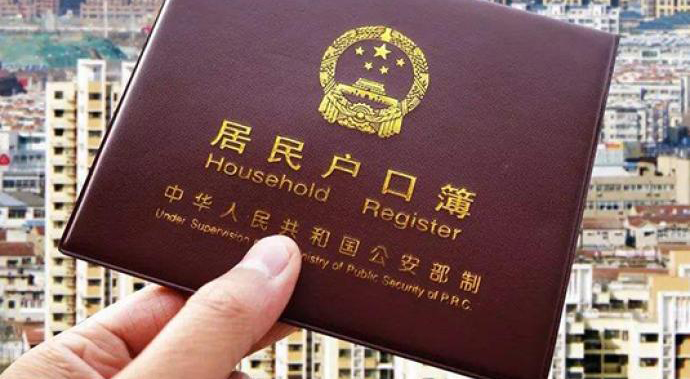 居民户口簿
Household Register
中华人民共和国公安部制
Under Supervision Ministry of Public Security of P.R.C.